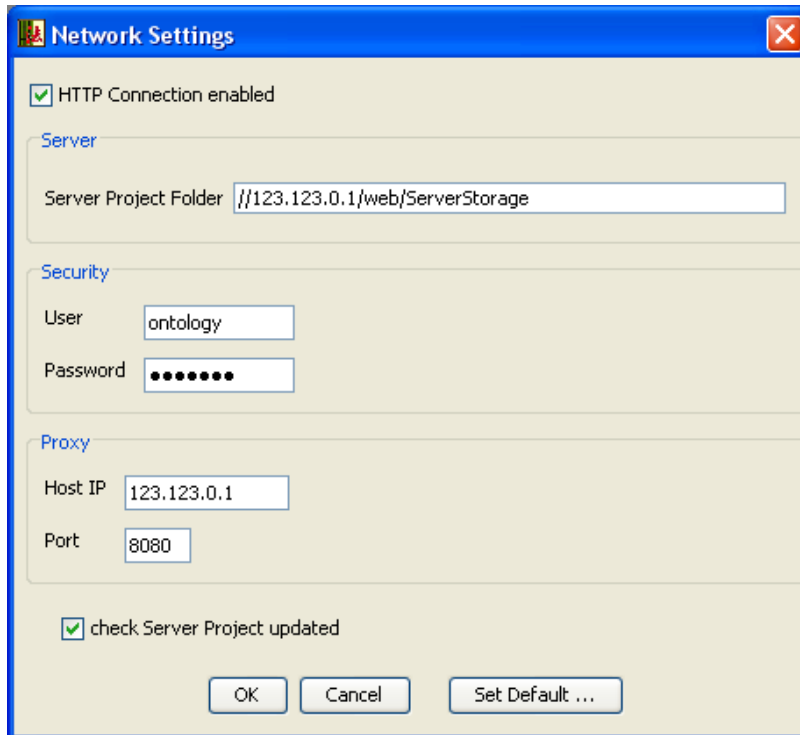 Network Settings
HTTP Connection enabled
Server
Server Project Folder //123.123.0.1/web/ServerStorage
Security
User ontology
Password •••••••
Proxy
Host IP 123.123.0.1
Port 8080
check Server Project updated
OK Cancel Set Default ...